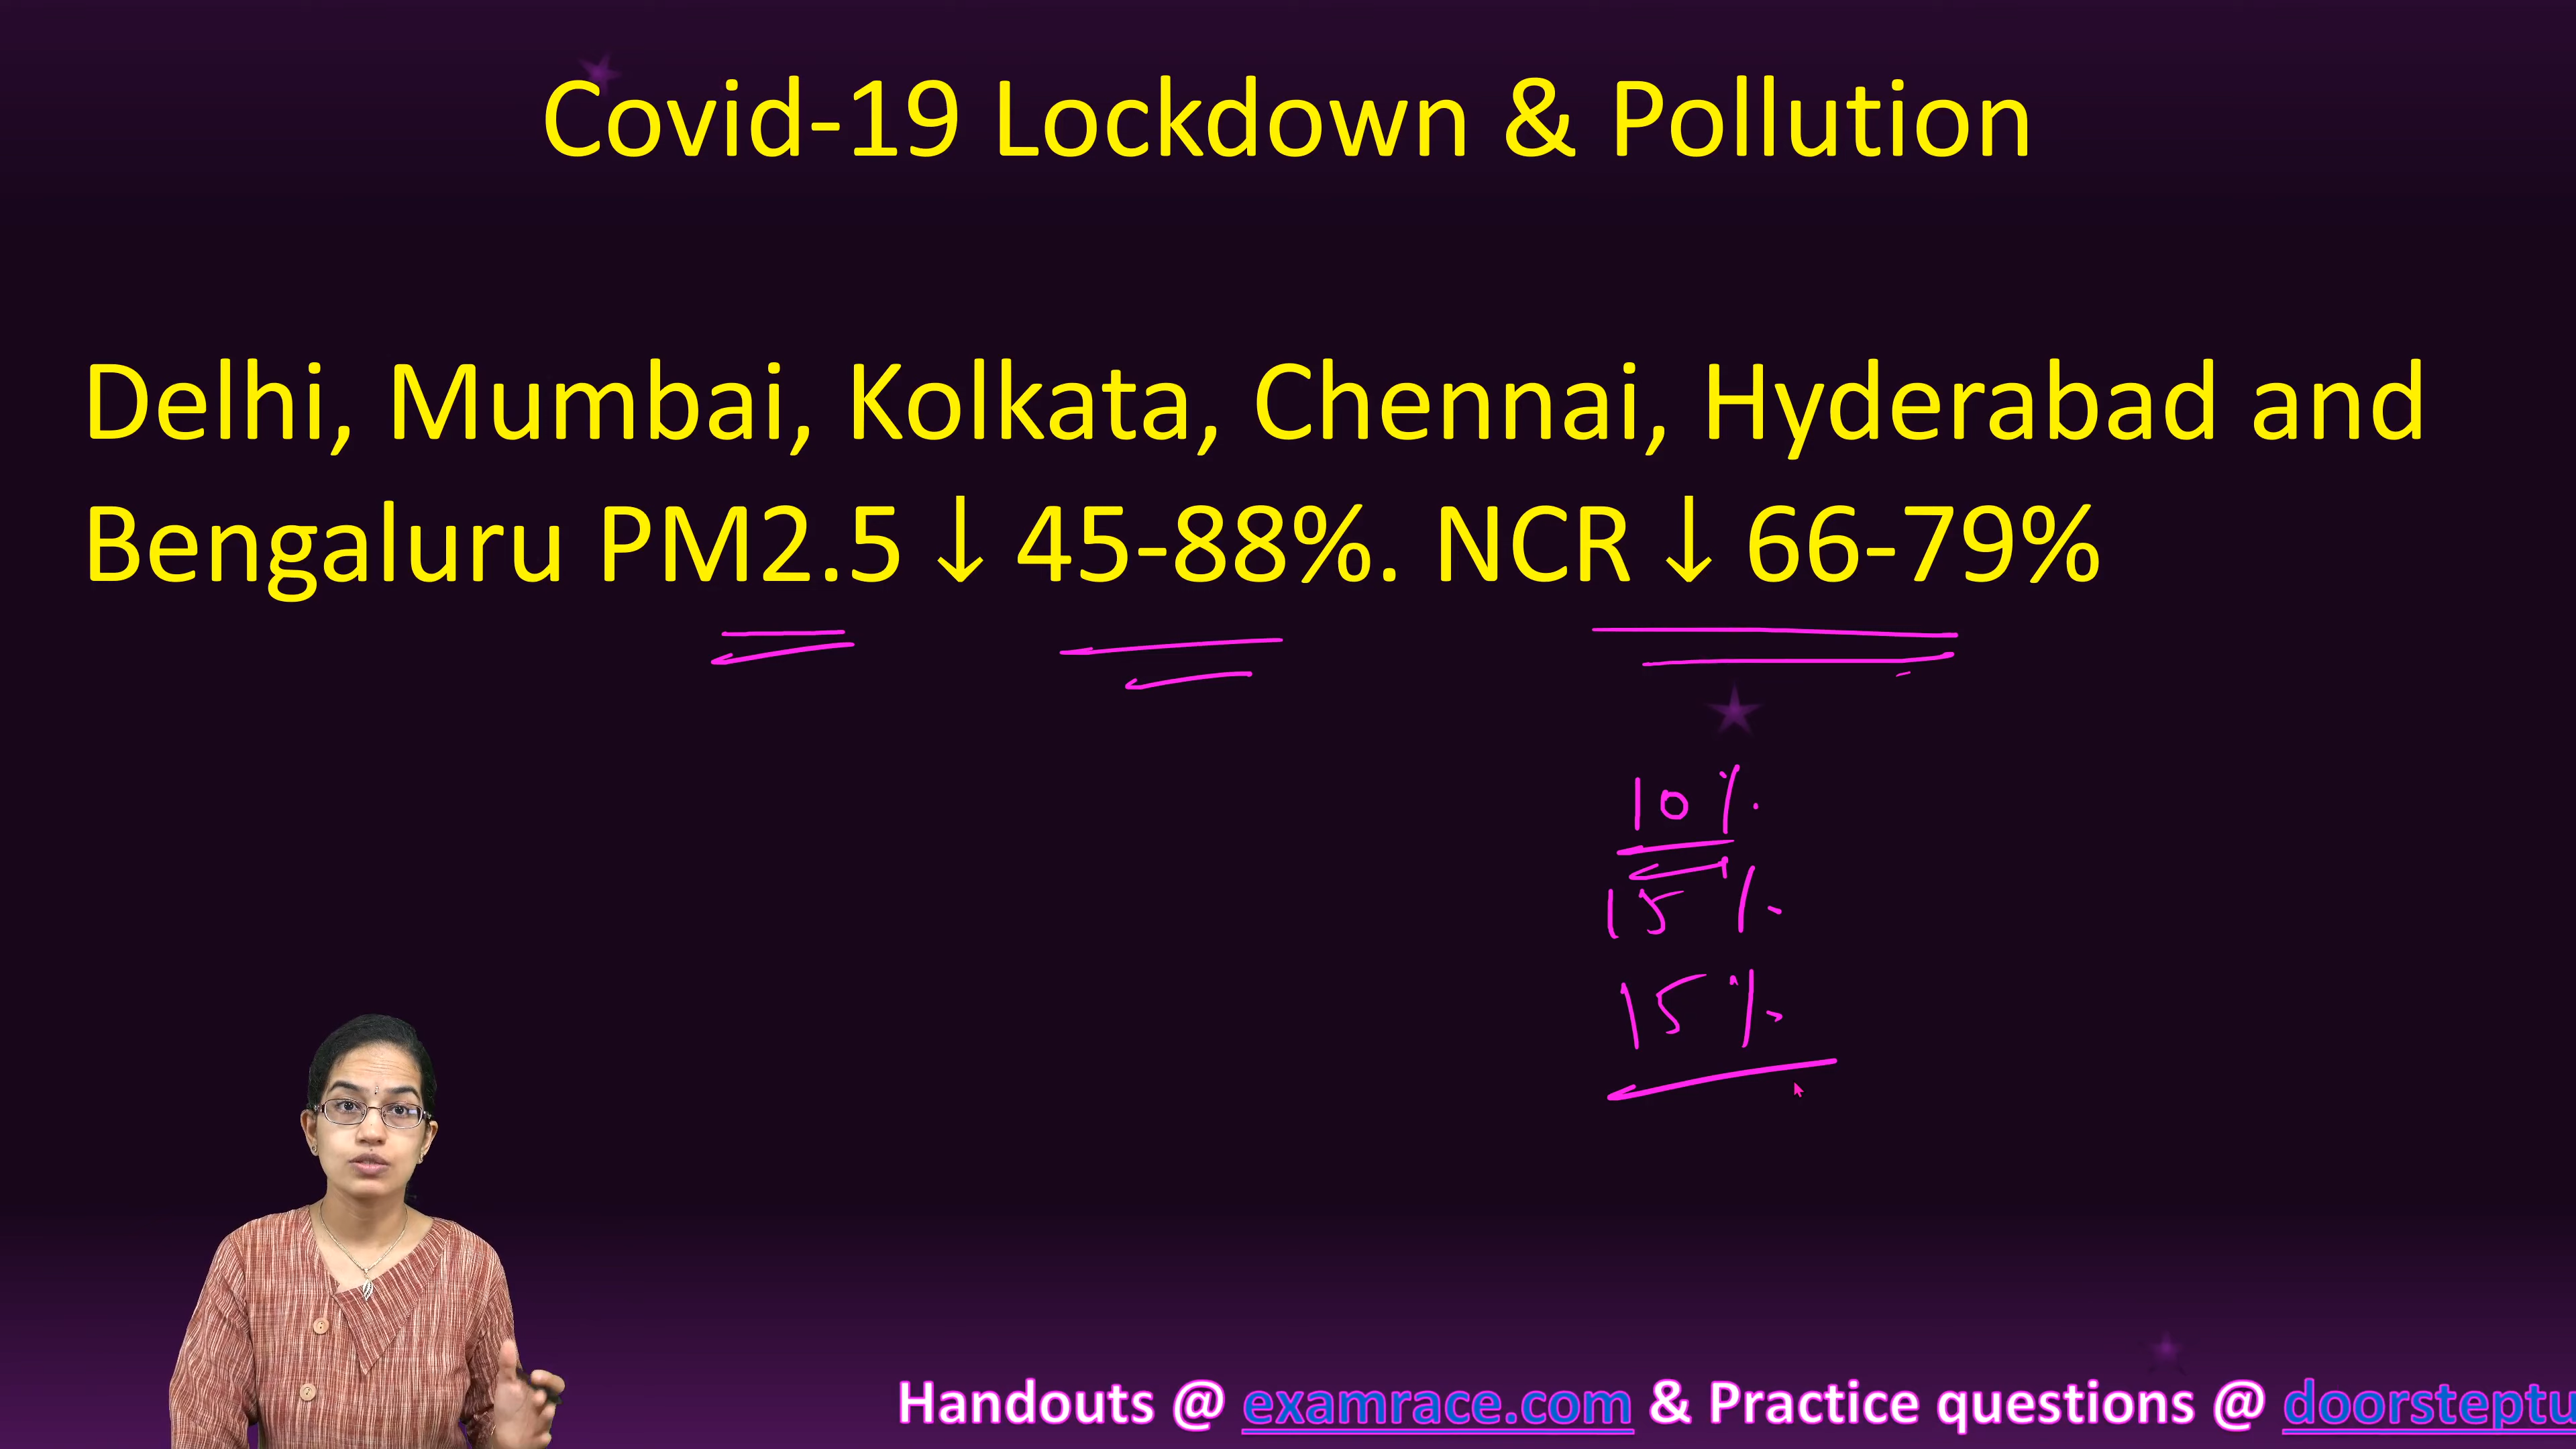 Covid-19 Lockdown & Pollution
Delhi, Mumbai, Kolkata, Chennai, Hyderabad and
Bengaluru PM2.5 ↓ 45-88%. NCR ↓ 66-79%
10%
15%
15%
Handouts @ examrace.com & Practice questions @ doorsteptu